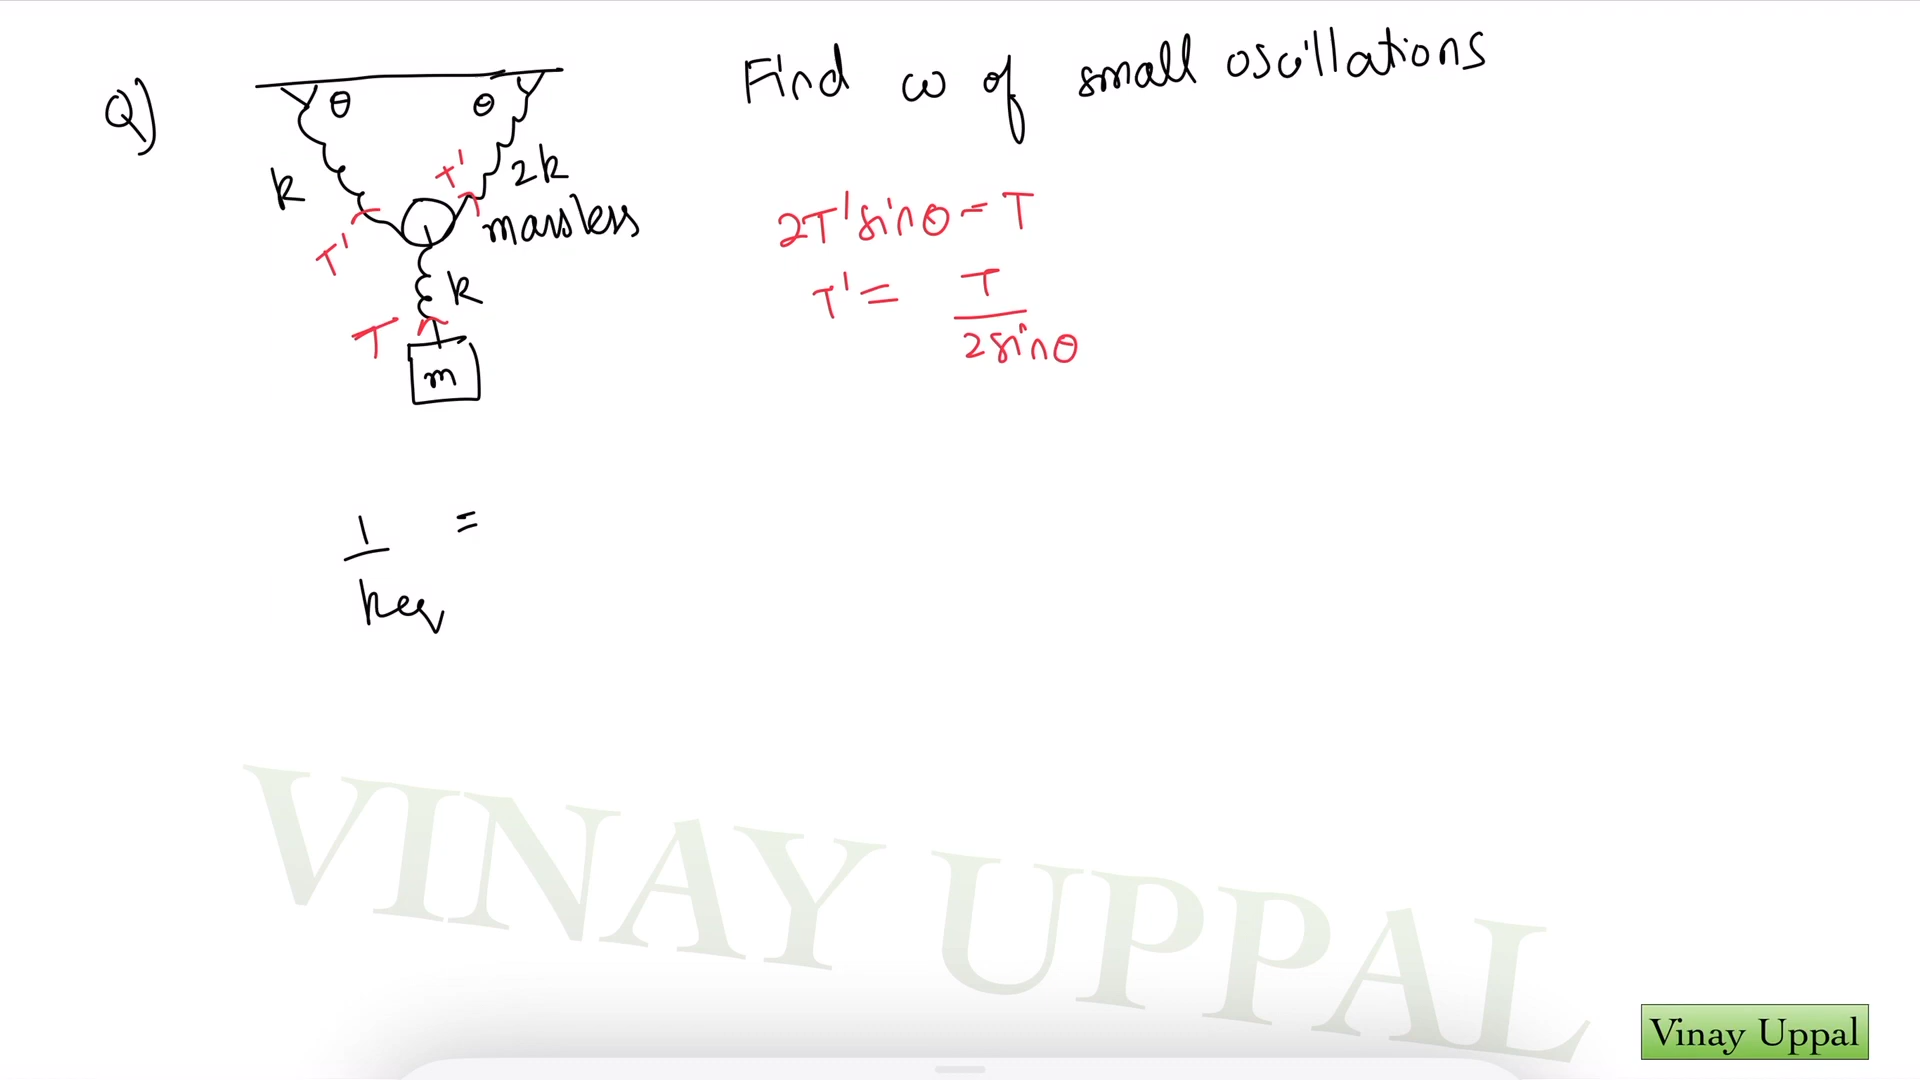 Q)
Find ω of small oscillations
θ θ
k
T'
2k
massless
T'
k
T
m
2T'sinθ = T
T' = T / 2sinθ
1 / keq =
VINAY UPPAL
Vinay Uppal